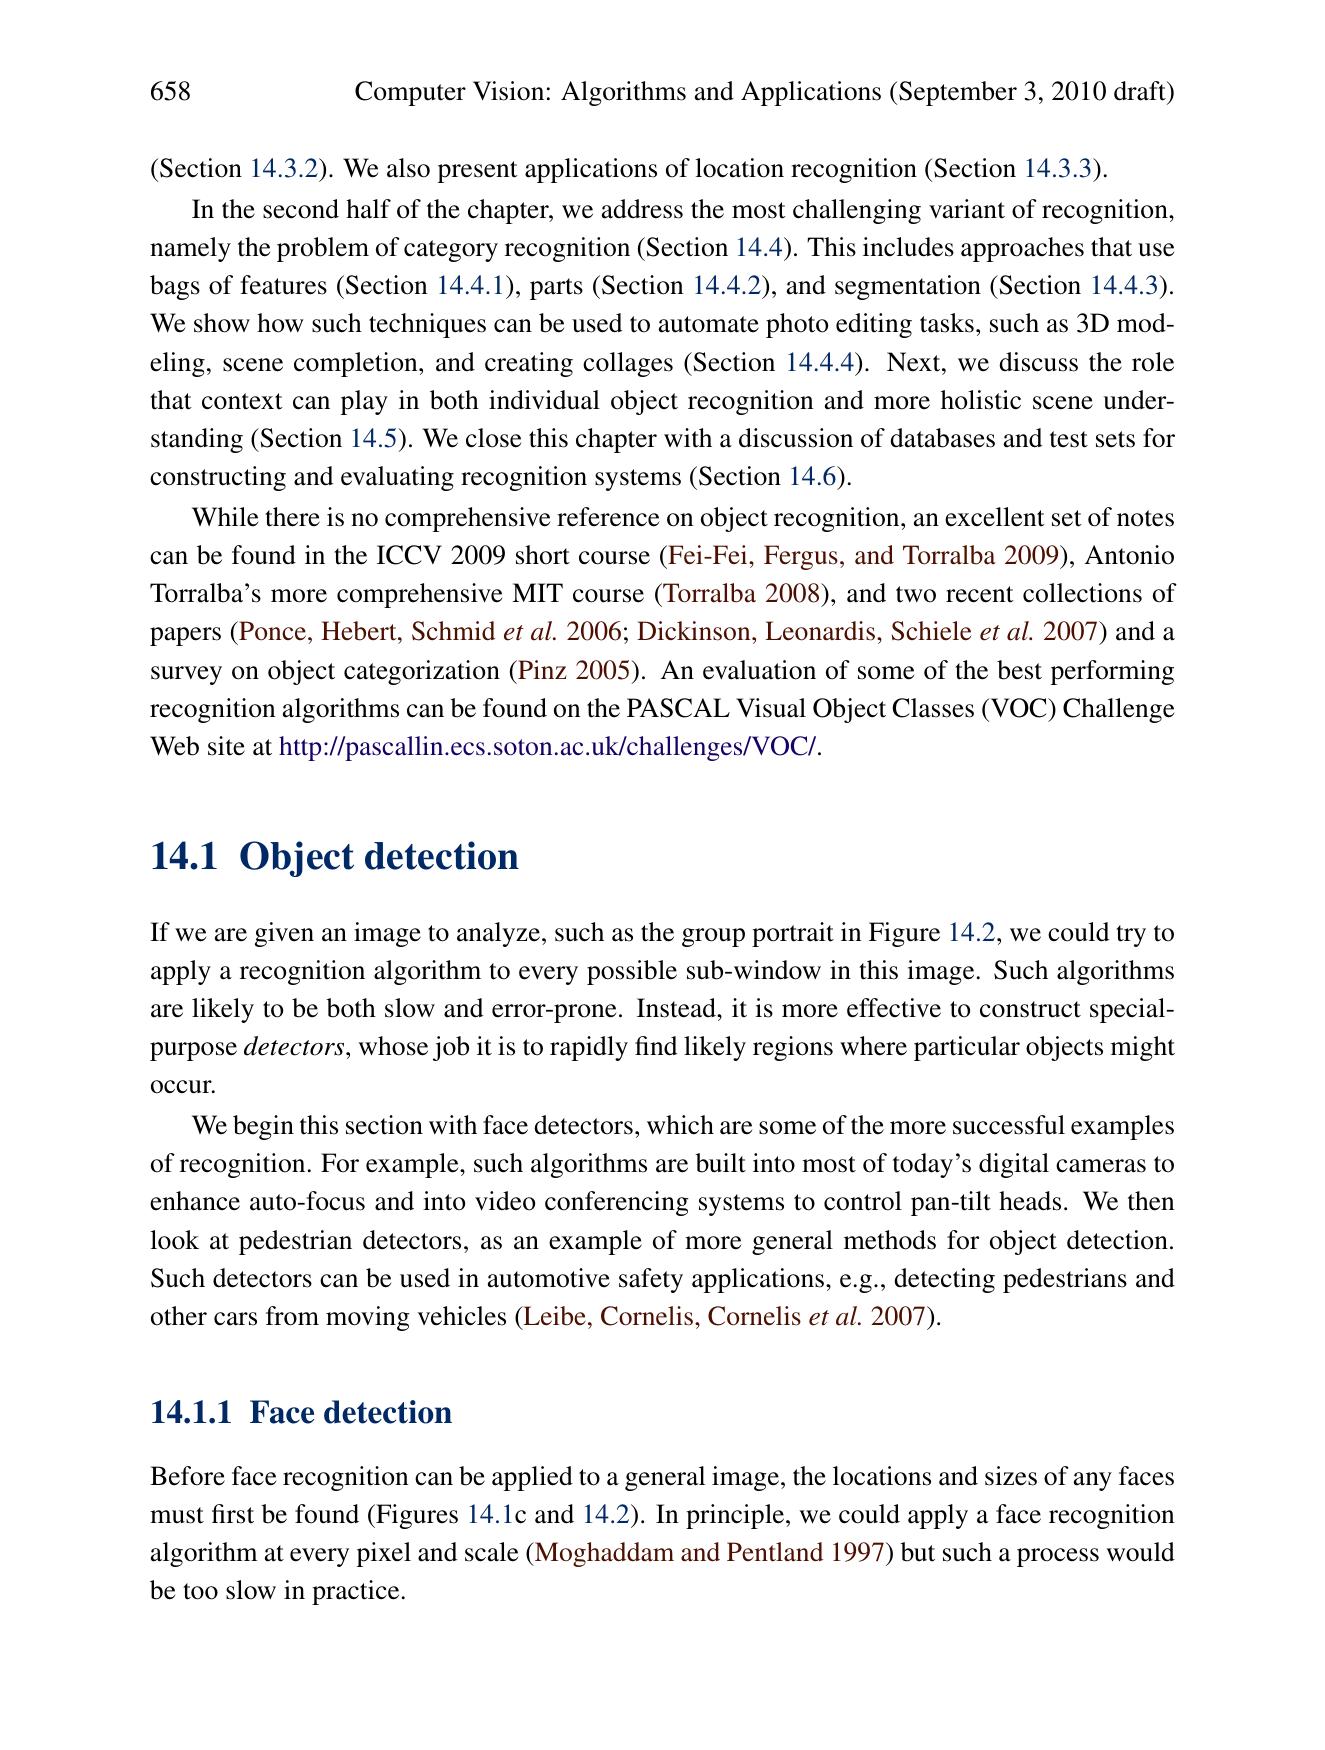 658 Computer Vision: Algorithms and Applications (September 3, 2010 draft)
(Section 14.3.2). We also present applications of location recognition (Section 14.3.3).
In the second half of the chapter, we address the most challenging variant of recognition,
namely the problem of category recognition (Section 14.4). This includes approaches that use
bags of features (Section 14.4.1), parts (Section 14.4.2), and segmentation (Section 14.4.3).
We show how such techniques can be used to automate photo editing tasks, such as 3D mod-
eling, scene completion, and creating collages (Section 14.4.4). Next, we discuss the role
that context can play in both individual object recognition and more holistic scene under-
standing (Section 14.5). We close this chapter with a discussion of databases and test sets for
constructing and evaluating recognition systems (Section 14.6).
While there is no comprehensive reference on object recognition, an excellent set of notes
can be found in the ICCV 2009 short course (Fei-Fei, Fergus, and Torralba 2009), Antonio
Torralba's more comprehensive MIT course (Torralba 2008), and two recent collections of
papers (Ponce, Hebert, Schmid et al. 2006; Dickinson, Leonardis, Schiele et al. 2007) and a
survey on object categorization (Pinz 2005). An evaluation of some of the best performing
recognition algorithms can be found on the PASCAL Visual Object Classes (VOC) Challenge
Web site at http://pascallin.ecs.soton.ac.uk/challenges/VOC/.
14.1 Object detection
If we are given an image to analyze, such as the group portrait in Figure 14.2, we could try to
apply a recognition algorithm to every possible sub-window in this image. Such algorithms
are likely to be both slow and error-prone. Instead, it is more effective to construct special-
purpose detectors, whose job it is to rapidly find likely regions where particular objects might
occur.
We begin this section with face detectors, which are some of the more successful examples
of recognition. For example, such algorithms are built into most of today's digital cameras to
enhance auto-focus and into video conferencing systems to control pan-tilt heads. We then
look at pedestrian detectors, as an example of more general methods for object detection.
Such detectors can be used in automotive safety applications, e.g., detecting pedestrians and
other cars from moving vehicles (Leibe, Cornelis, Cornelis et al. 2007).
14.1.1 Face detection
Before face recognition can be applied to a general image, the locations and sizes of any faces
must first be found (Figures 14.1c and 14.2). In principle, we could apply a face recognition
algorithm at every pixel and scale (Moghaddam and Pentland 1997) but such a process would
be too slow in practice.